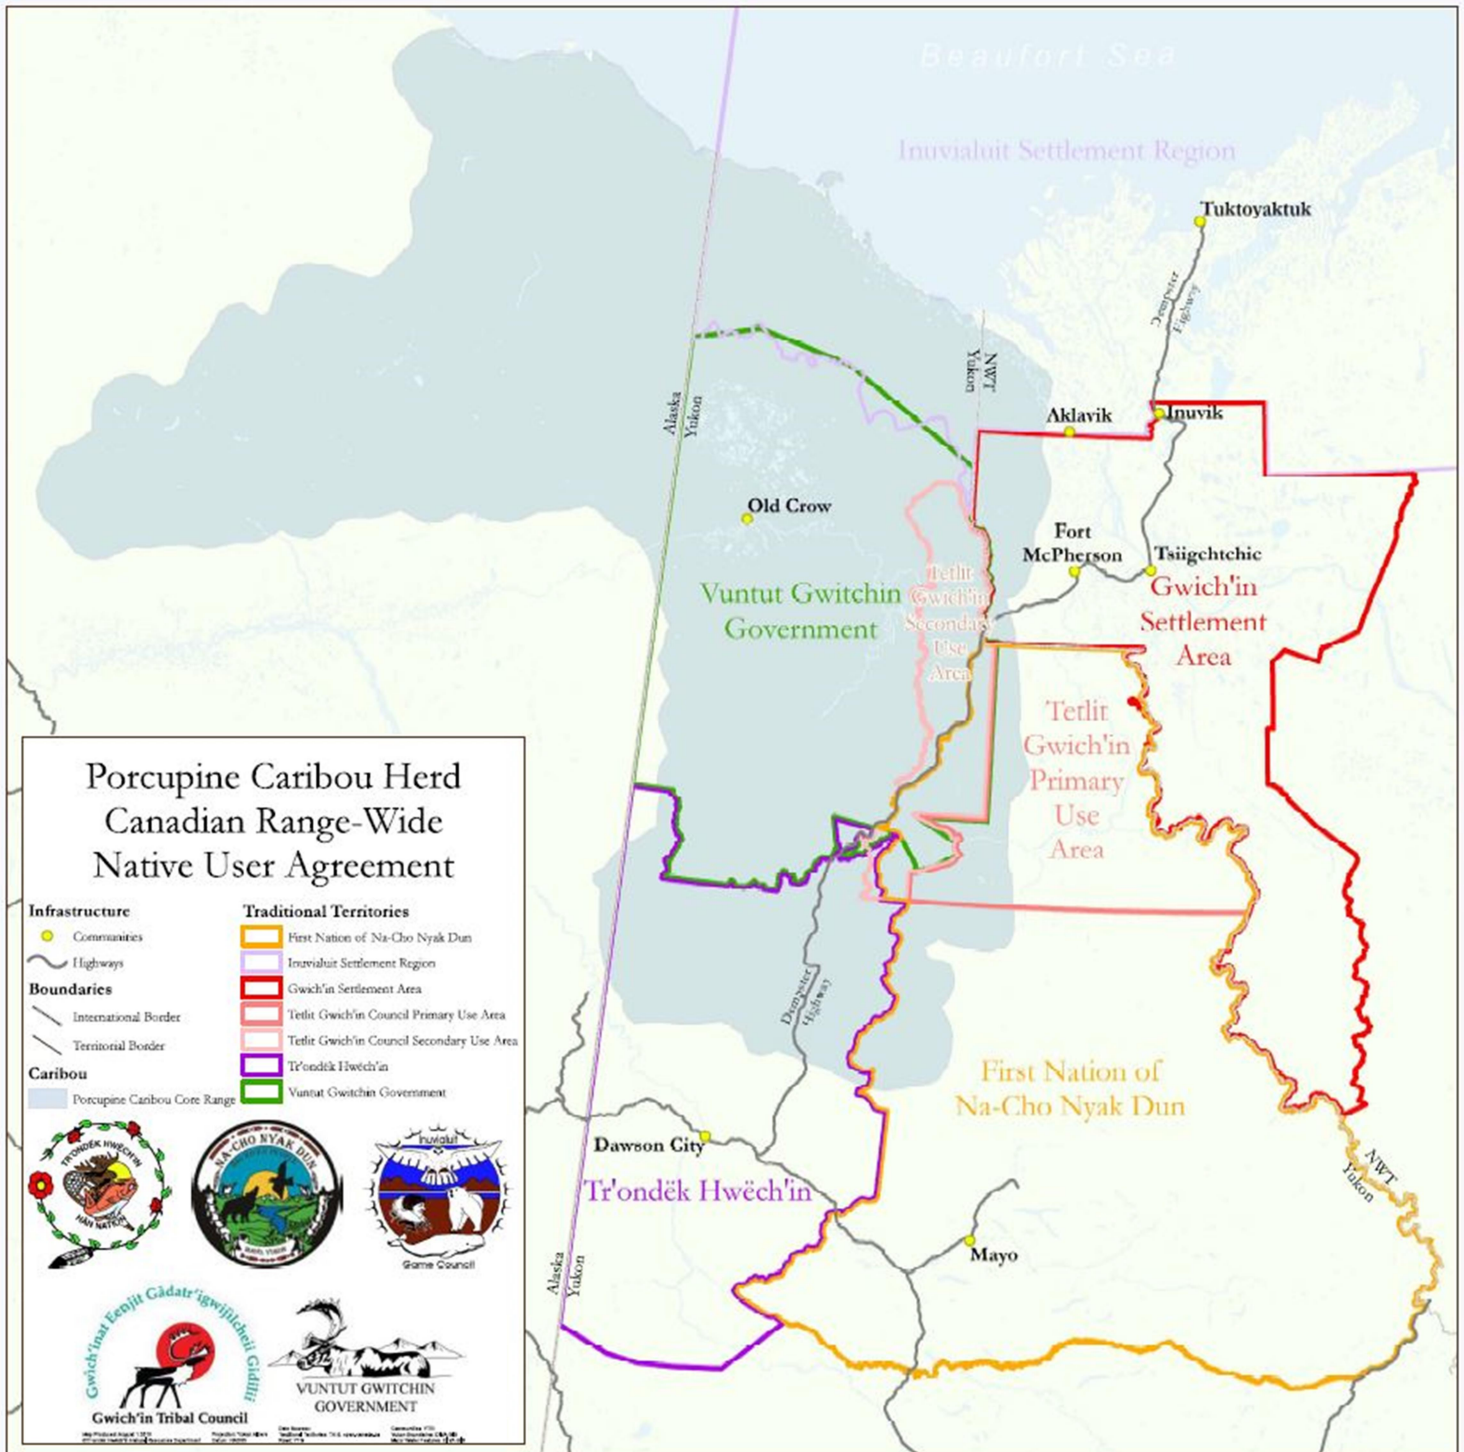 Beaufort Sea
Inuvialuit Settlement Region
Tuktoyaktuk
Dempster
Highway
NWT
Yukon
Alaska
Yukon
Aklavik
Inuvik
Old Crow
Fort
McPherson
Tsiigehtchic
Gwich'in
Settlement
Area
Vuntut Gwitchin
Government
Tetlit
Gwich'in
Secondary
Use
Area
Tetlit
Gwich'in
Primary
Use
Area
Dempster
Highway
First Nation of
Na-Cho Nyak Dun
Dawson City
Tr'ondëk Hwëch'in
Mayo
NWT
Yukon
Alaska
Yukon
Porcupine Caribou Herd
Canadian Range-Wide
Native User Agreement
Infrastructure
Communities
Highways
Boundaries
International Border
Territorial Border
Caribou
Porcupine Caribou Core Range
Traditional Territories
First Nation of Na-Cho Nyak Dun
Inuvialuit Settlement Region
Gwich'in Settlement Area
Tetlit Gwich'in Council Primary Use Area
Tetlit Gwich'in Council Secondary Use Area
Tr'ondëk Hwëch'in
Vuntut Gwitchin Government
TR'ONDËK HWËCH'IN
HÄN NATION
NA-CHO NYAK DUN
MAYO, YUKON
Inuvialuit
Game Council
Gwich'in Tribal Council
VUNTUT GWITCHIN
GOVERNMENT